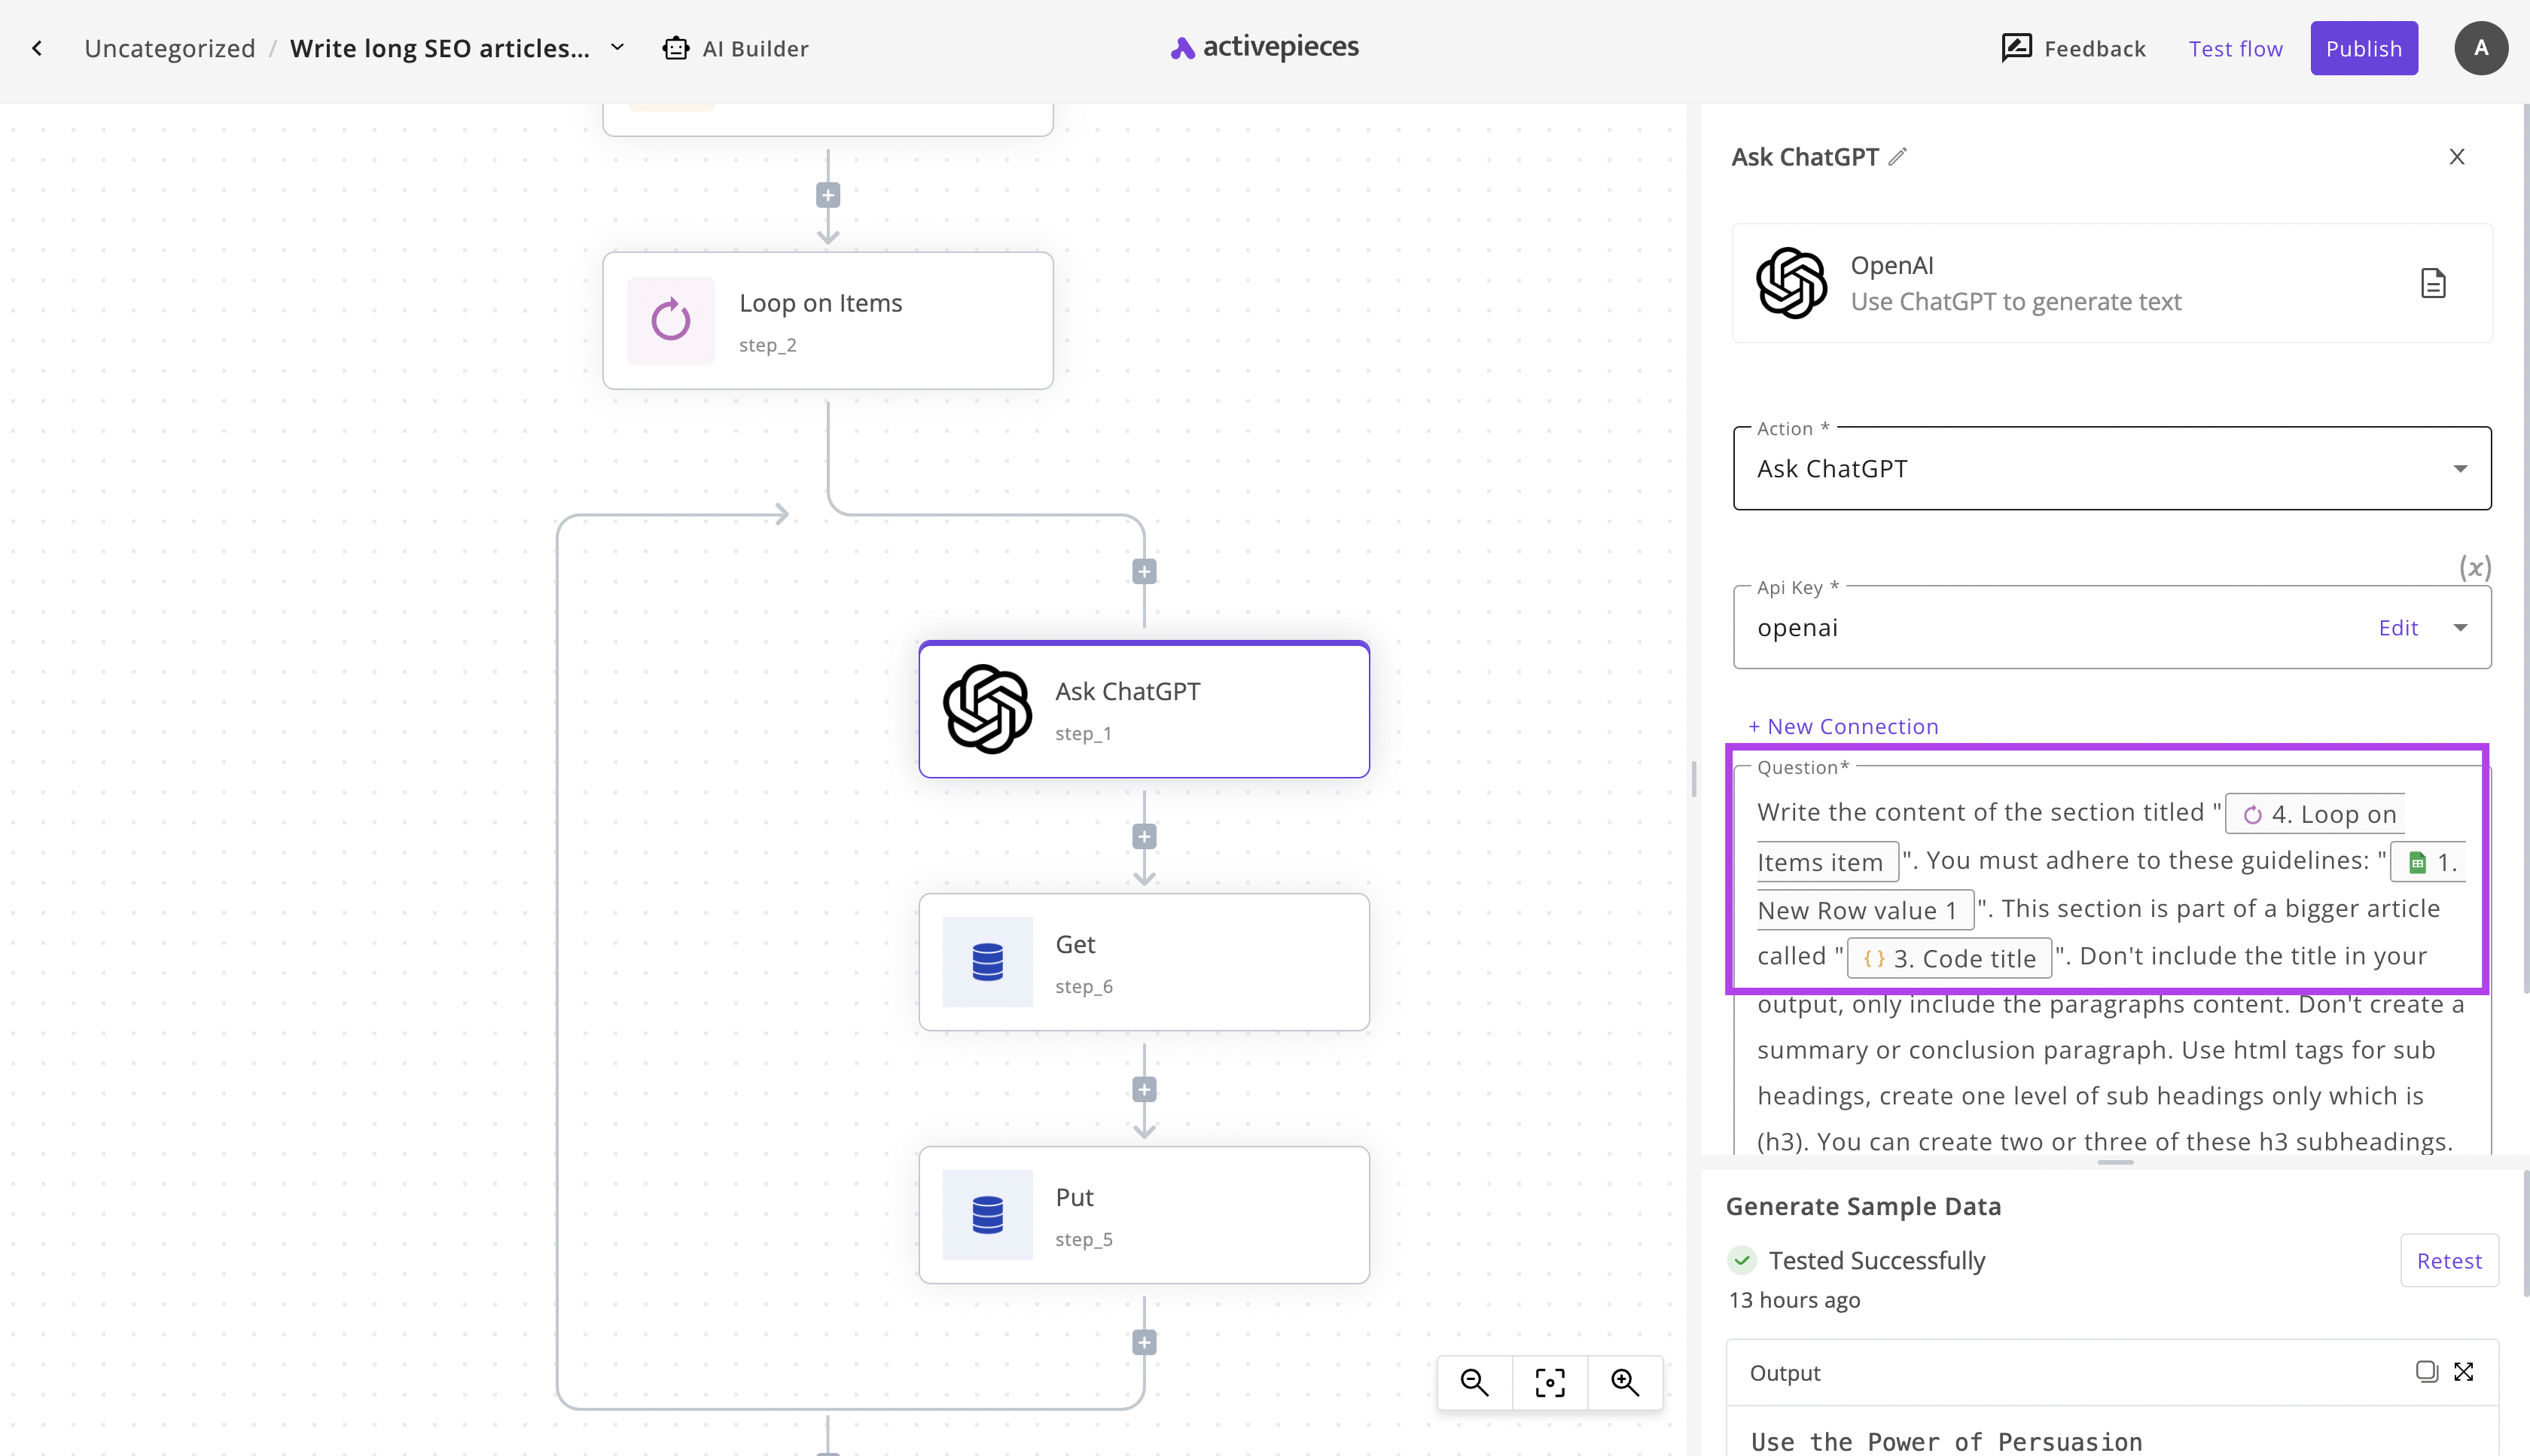 Uncategorized / Write long SEO articles...
AI Builder
activepieces
Feedback
Test flow
Publish
A
Loop on Items
step_2
Ask ChatGPT
step_1
Get
step_6
Put
step_5
Ask ChatGPT
OpenAI
Use ChatGPT to generate text
Action *
Ask ChatGPT
(x)
Api Key *
openai
Edit
+ New Connection
Question*
Write the content of the section titled " 4. Loop on
Items item ". You must adhere to these guidelines: " 1.
New Row value 1 ". This section is part of a bigger article
called " { } 3. Code title ". Don't include the title in your
output, only include the paragraphs content. Don't create a
summary or conclusion paragraph. Use html tags for sub
headings, create one level of sub headings only which is
(h3). You can create two or three of these h3 subheadings.
Generate Sample Data
Tested Successfully
13 hours ago
Retest
Output
Use the Power of Persuasion